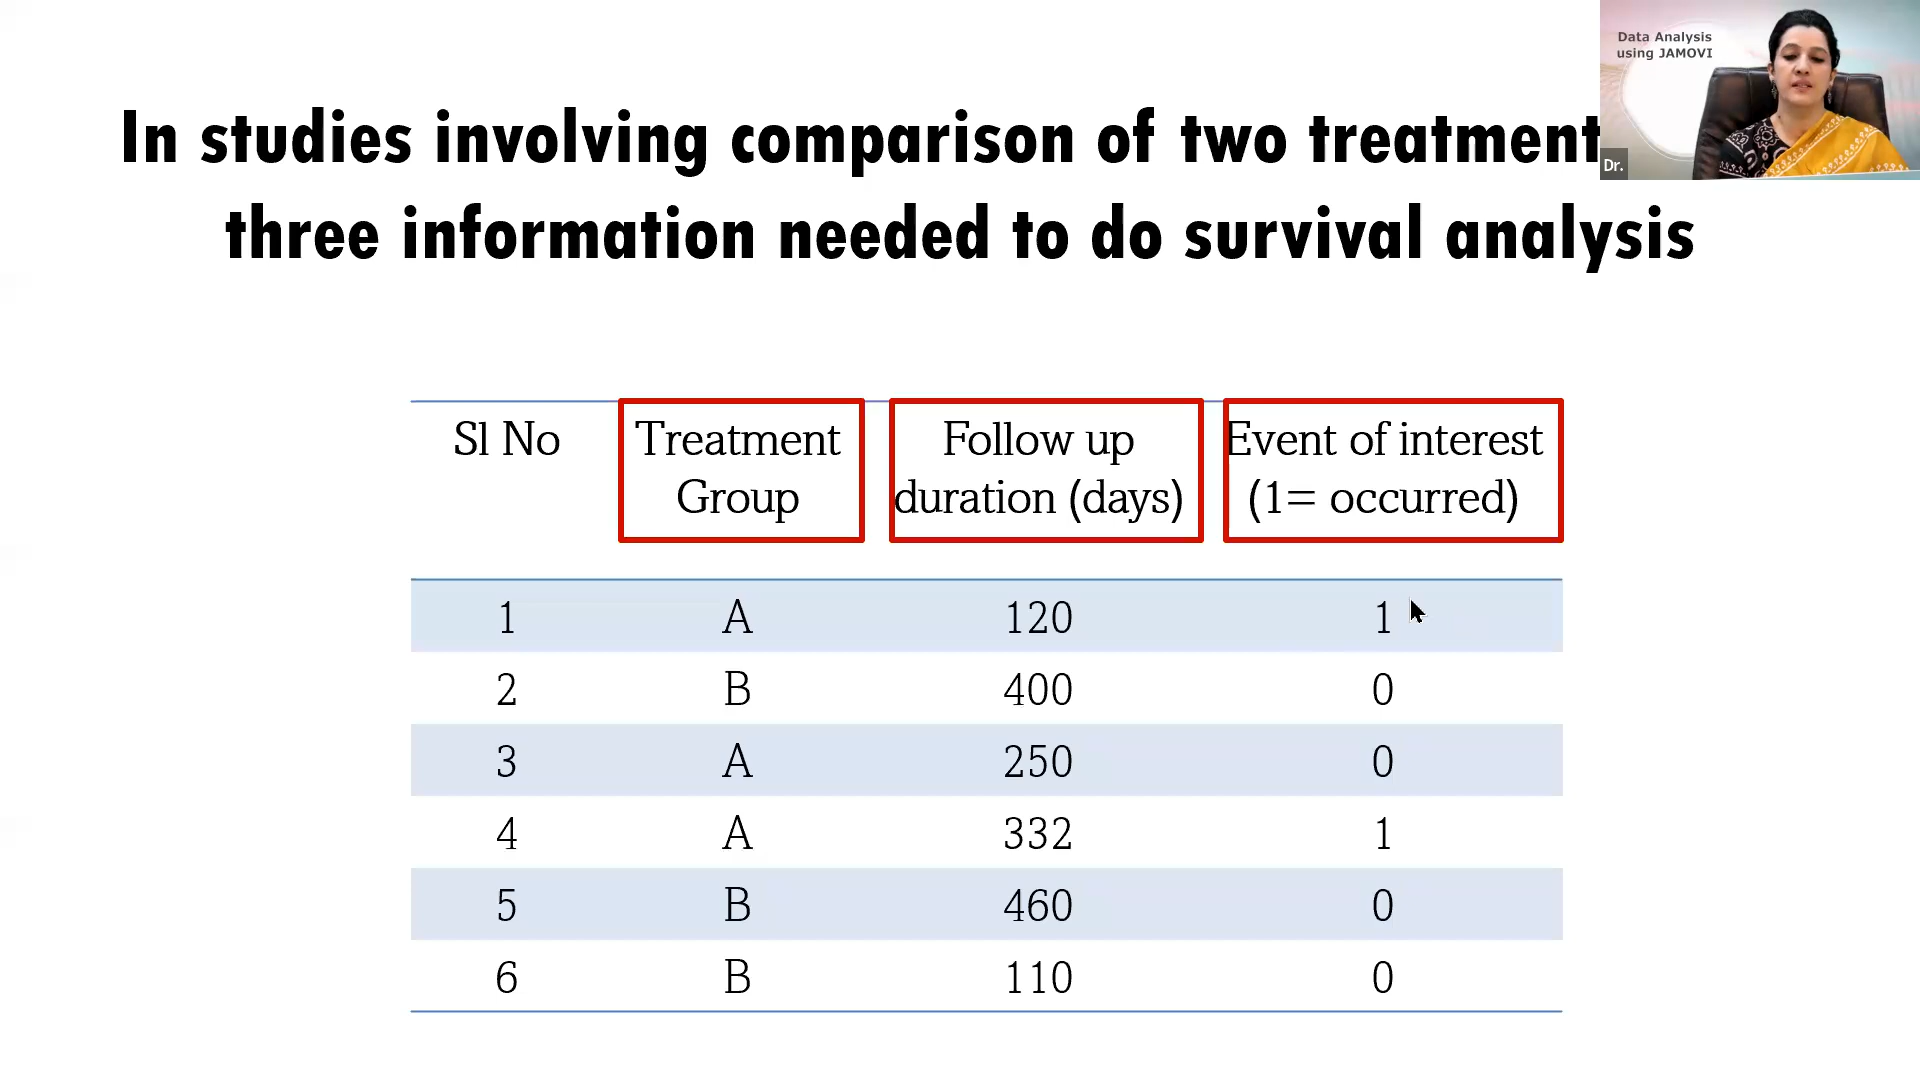 Data Analysis
using JAMOVI
Dr.
In studies involving comparison of two treatment
three information needed to do survival analysis
Sl No Treatment Group Follow up duration (days) Event of interest (1= occurred)
1 A 120 1
2 B 400 0
3 A 250 0
4 A 332 1
5 B 460 0
6 B 110 0